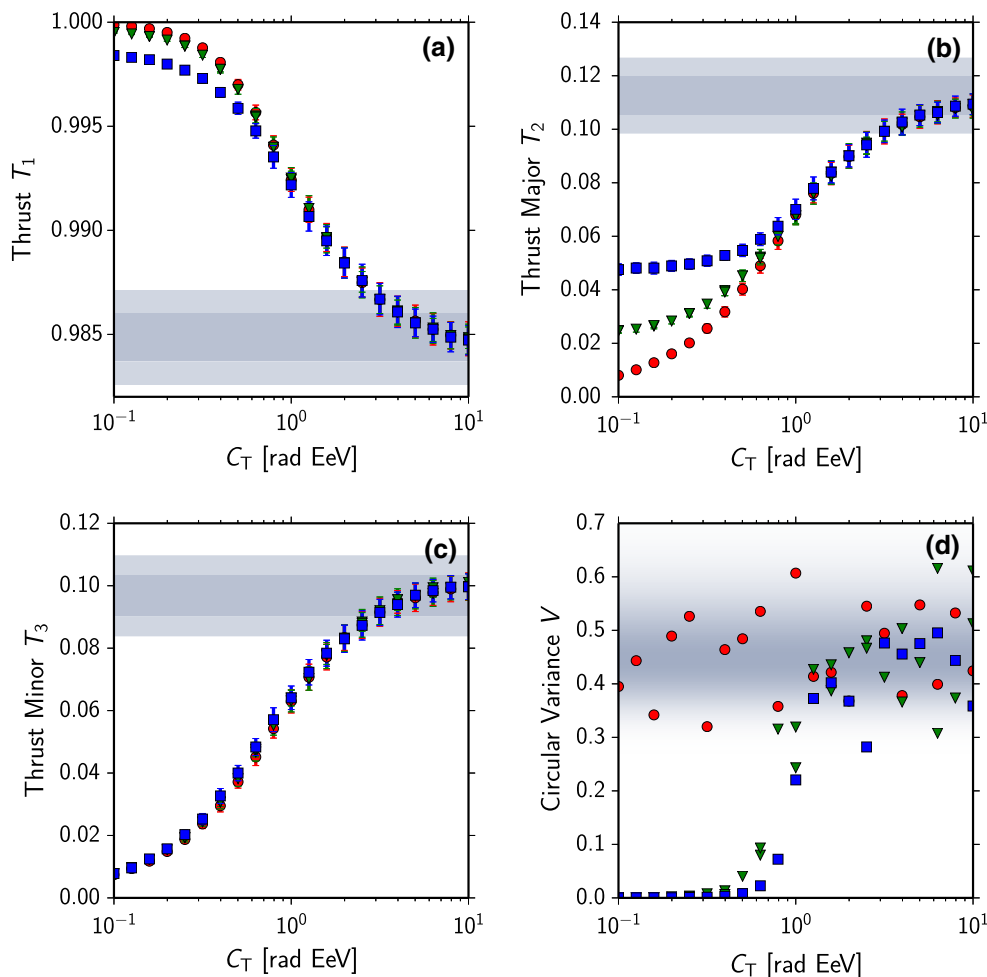 1.000
0.995
0.990
0.985
Thrust T₁
(a)
10⁻¹ 10⁰ 10¹
C_T [rad EeV]
0.14
0.12
0.10
0.08
0.06
0.04
0.02
0.00
Thrust Major T₂
(b)
10⁻¹ 10⁰ 10¹
C_T [rad EeV]
0.12
0.10
0.08
0.06
0.04
0.02
0.00
Thrust Minor T₃
(c)
10⁻¹ 10⁰ 10¹
C_T [rad EeV]
0.7
0.6
0.5
0.4
0.3
0.2
0.1
0.0
Circular Variance V
(d)
10⁻¹ 10⁰ 10¹
C_T [rad EeV]